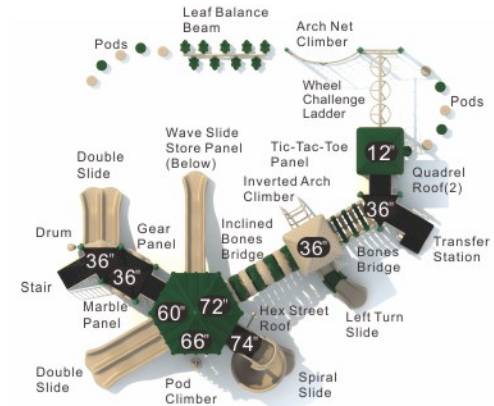 Leaf Balance
Beam
Arch Net
Climber
Pods
Wheel
Challenge
Ladder
Pods
Wave Slide
Store Panel
(Below)
Tic-Tac-Toe
Panel
12"
Double
Slide
Inverted Arch
Climber
Quadrel
Roof(2)
36"
Drum
Gear
Panel
Inclined
Bones
Bridge
36"
Bones
Bridge
Transfer
Station
36"
36"
Stair
Marble
Panel
60"
72"
66"
Hex Street
Roof
74"
Left Turn
Slide
Double
Slide
Pod
Climber
Spiral
Slide